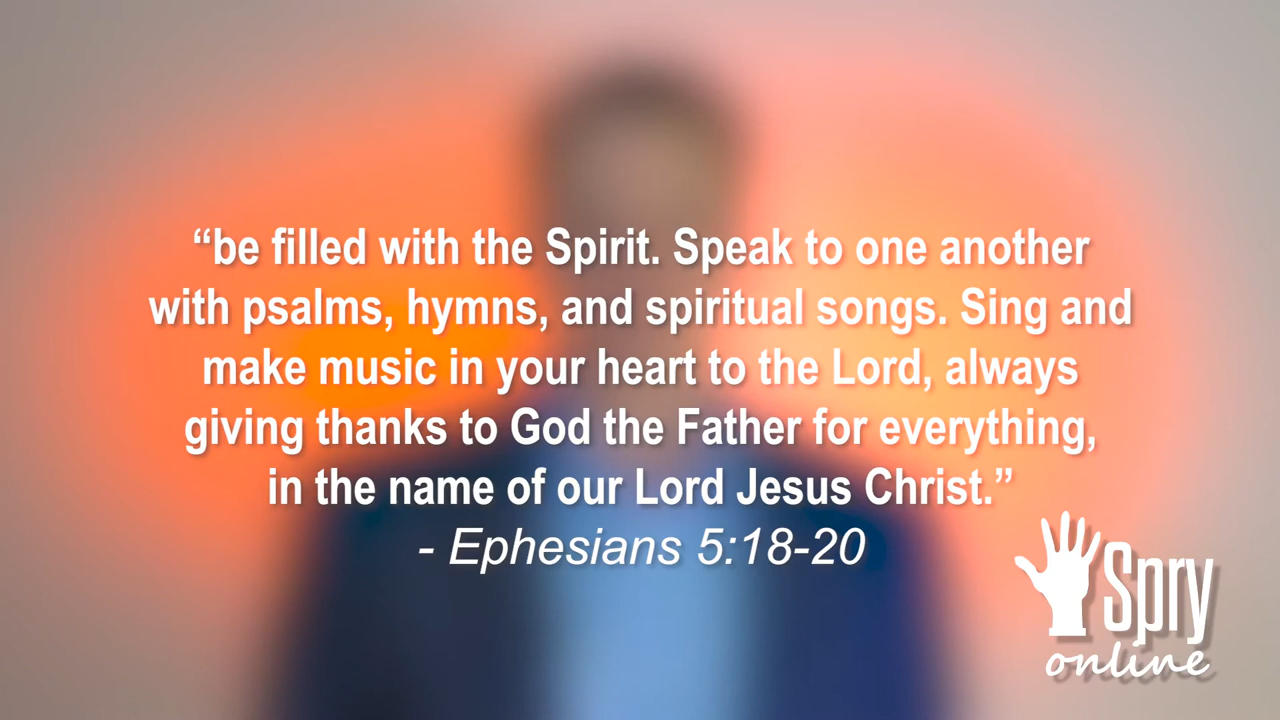 “be filled with the Spirit. Speak to one another
with psalms, hymns, and spiritual songs. Sing and
make music in your heart to the Lord, always
giving thanks to God the Father for everything,
in the name of our Lord Jesus Christ.”
- Ephesians 5:18-20
Spry
online